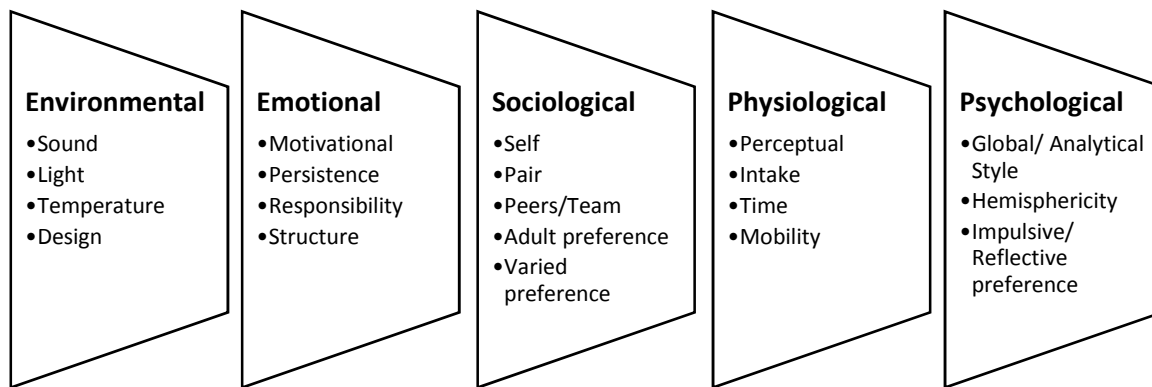 Environmental
•Sound
•Light
•Temperature
•Design
Emotional
•Motivational
•Persistence
•Responsibility
•Structure
Sociological
•Self
•Pair
•Peers/Team
•Adult preference
•Varied
preference
Physiological
•Perceptual
•Intake
•Time
•Mobility
Psychological
•Global/ Analytical
Style
•Hemisphericity
•Impulsive/
Reflective
preference